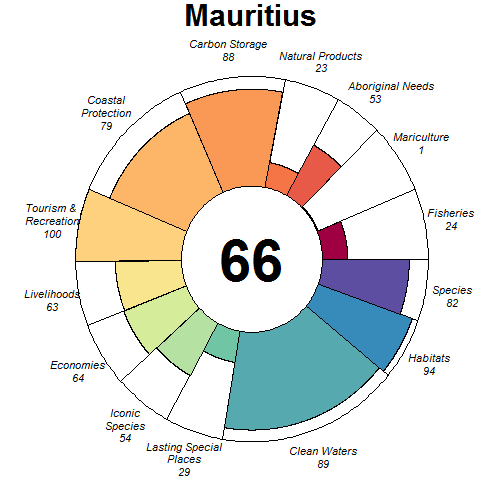 Mauritius
Carbon Storage
88
Natural Products
23
Aboriginal Needs
53
Mariculture
1
Fisheries
24
Species
82
Habitats
94
Clean Waters
89
Lasting Special
Places
29
Iconic
Species
54
Economies
64
Livelihoods
63
Tourism &
Recreation
100
Coastal
Protection
79
66